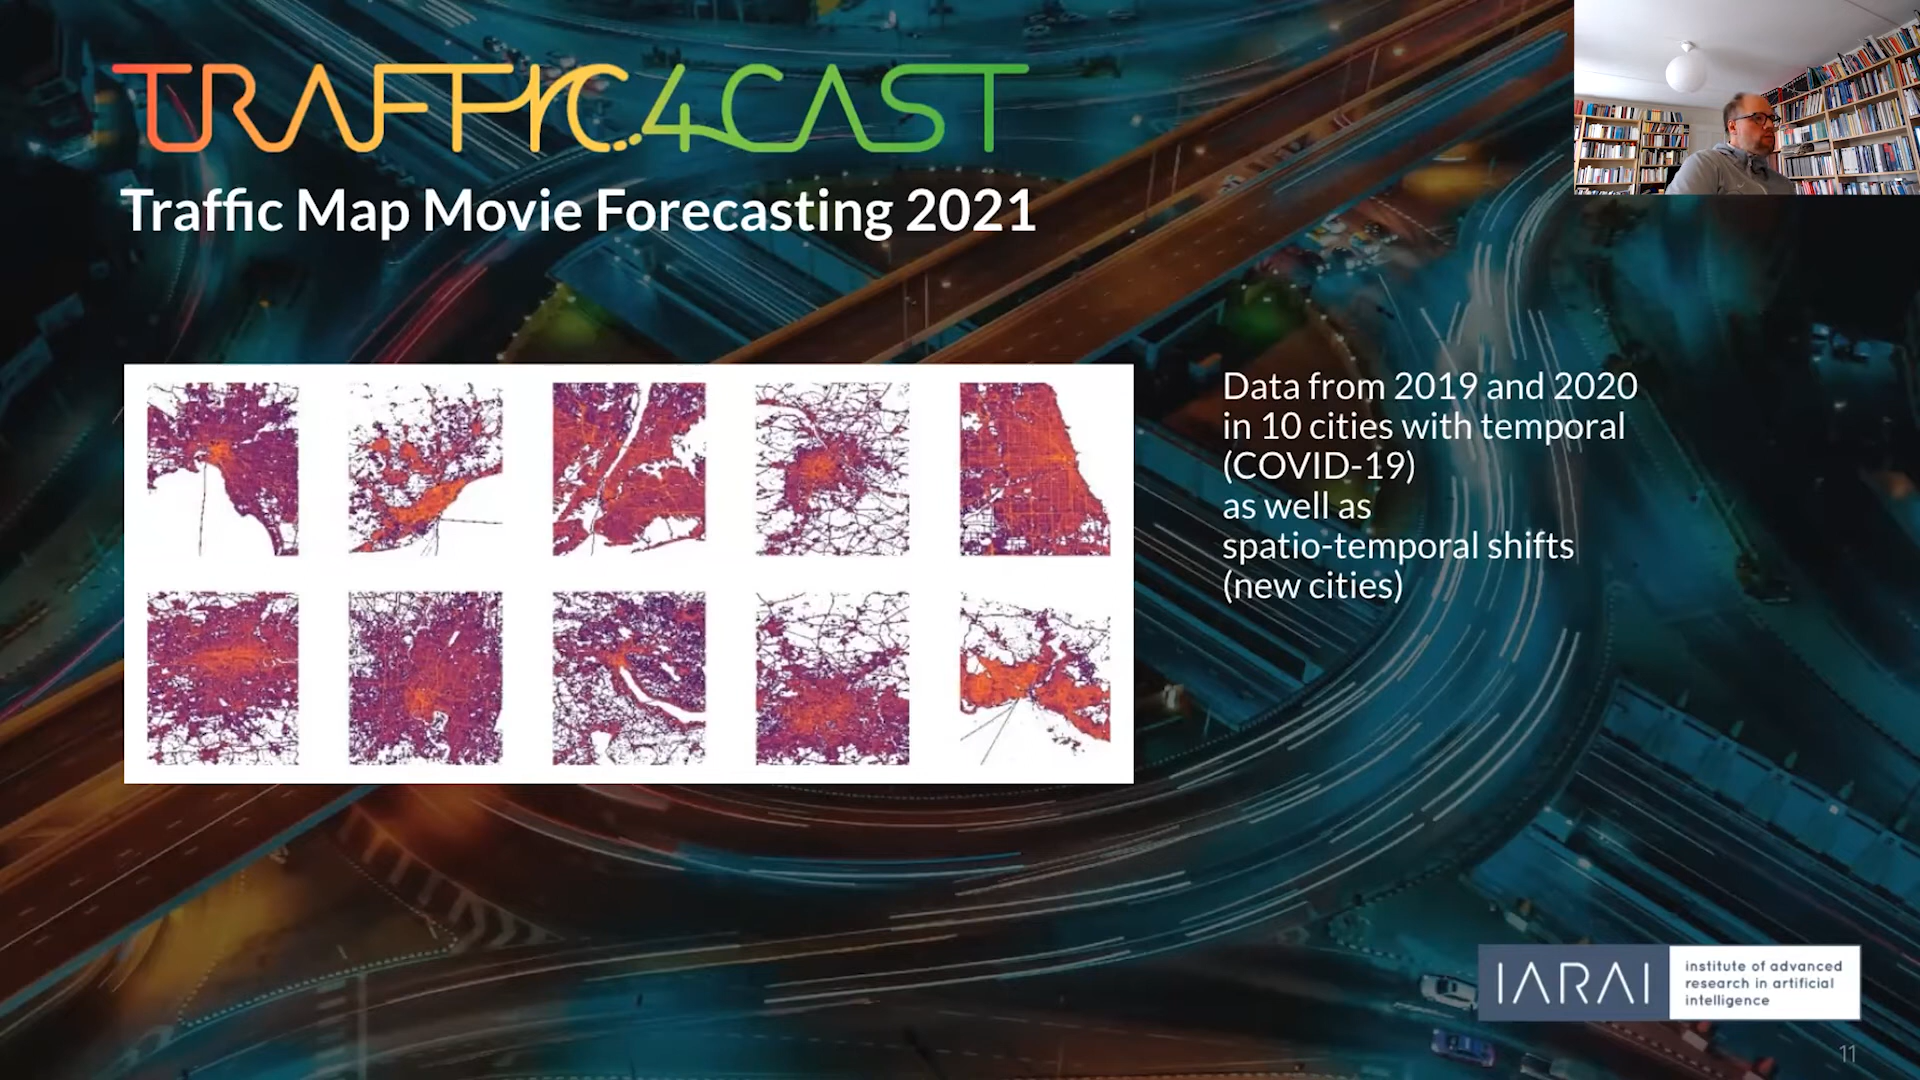 TRAFFIC4CAST
Traffic Map Movie Forecasting 2021
Data from 2019 and 2020
in 10 cities with temporal
(COVID-19)
as well as
spatio-temporal shifts
(new cities)
IARAI
institute of advanced
research in artificial
intelligence
11